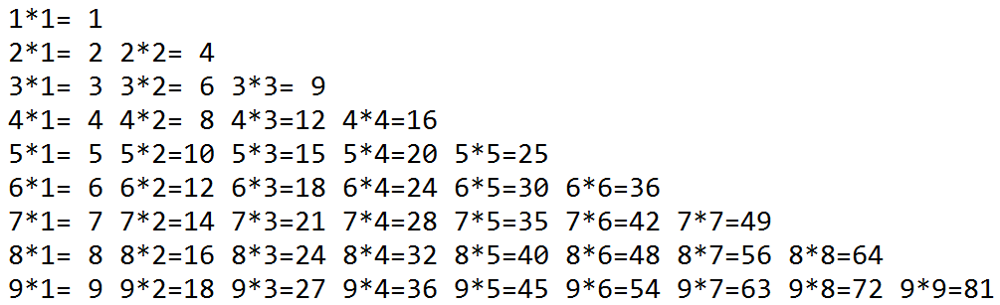 1*1= 1
2*1= 2 2*2= 4
3*1= 3 3*2= 6 3*3= 9
4*1= 4 4*2= 8 4*3=12 4*4=16
5*1= 5 5*2=10 5*3=15 5*4=20 5*5=25
6*1= 6 6*2=12 6*3=18 6*4=24 6*5=30 6*6=36
7*1= 7 7*2=14 7*3=21 7*4=28 7*5=35 7*6=42 7*7=49
8*1= 8 8*2=16 8*3=24 8*4=32 8*5=40 8*6=48 8*7=56 8*8=64
9*1= 9 9*2=18 9*3=27 9*4=36 9*5=45 9*6=54 9*7=63 9*8=72 9*9=81